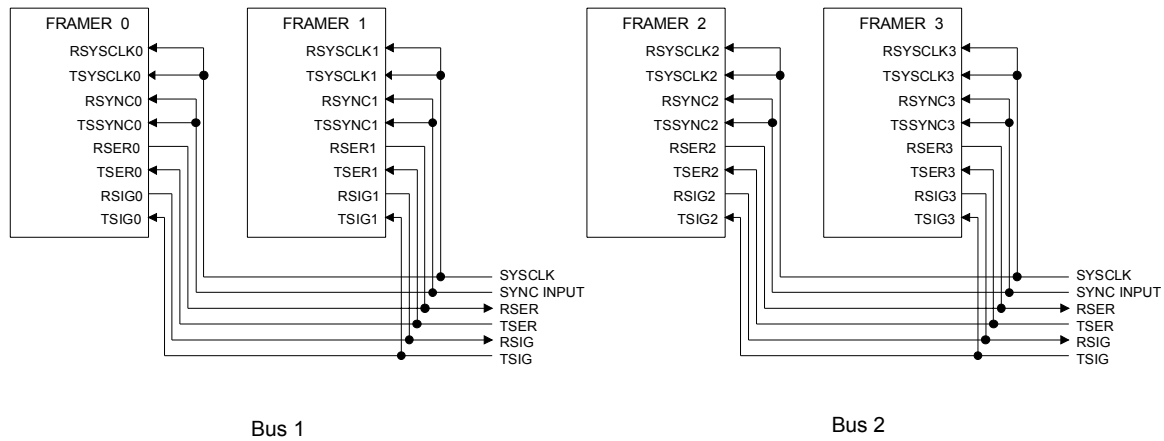 FRAMER 0
RSYSCLK0
TSYSCLK0
RSYNC0
TSSYNC0
RSER0
TSER0
RSIG0
TSIG0
FRAMER 1
RSYSCLK1
TSYSCLK1
RSYNC1
TSSYNC1
RSER1
TSER1
RSIG1
TSIG1
SYSCLK
SYNC INPUT
RSER
TSER
RSIG
TSIG
Bus 1
FRAMER 2
RSYSCLK2
TSYSCLK2
RSYNC2
TSSYNC2
RSER2
TSER2
RSIG2
TSIG2
FRAMER 3
RSYSCLK3
TSYSCLK3
RSYNC3
TSSYNC3
RSER3
TSER3
RSIG3
TSIG3
SYSCLK
SYNC INPUT
RSER
TSER
RSIG
TSIG
Bus 2